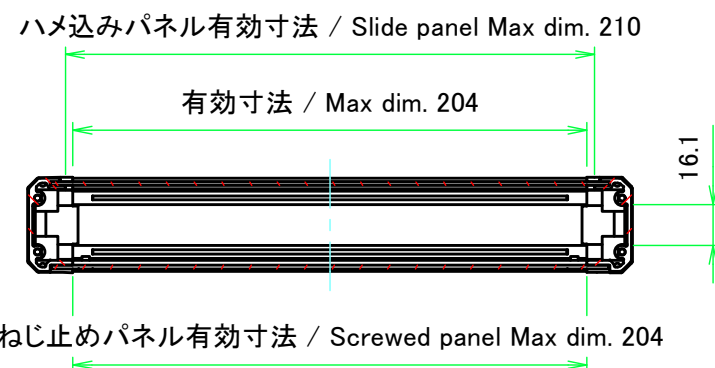 ハメ込みパネル有効寸法 / Slide panel Max dim. 210
有効寸法 / Max dim. 204
16.1
ねじ止めパネル有効寸法 / Screwed panel Max dim. 204